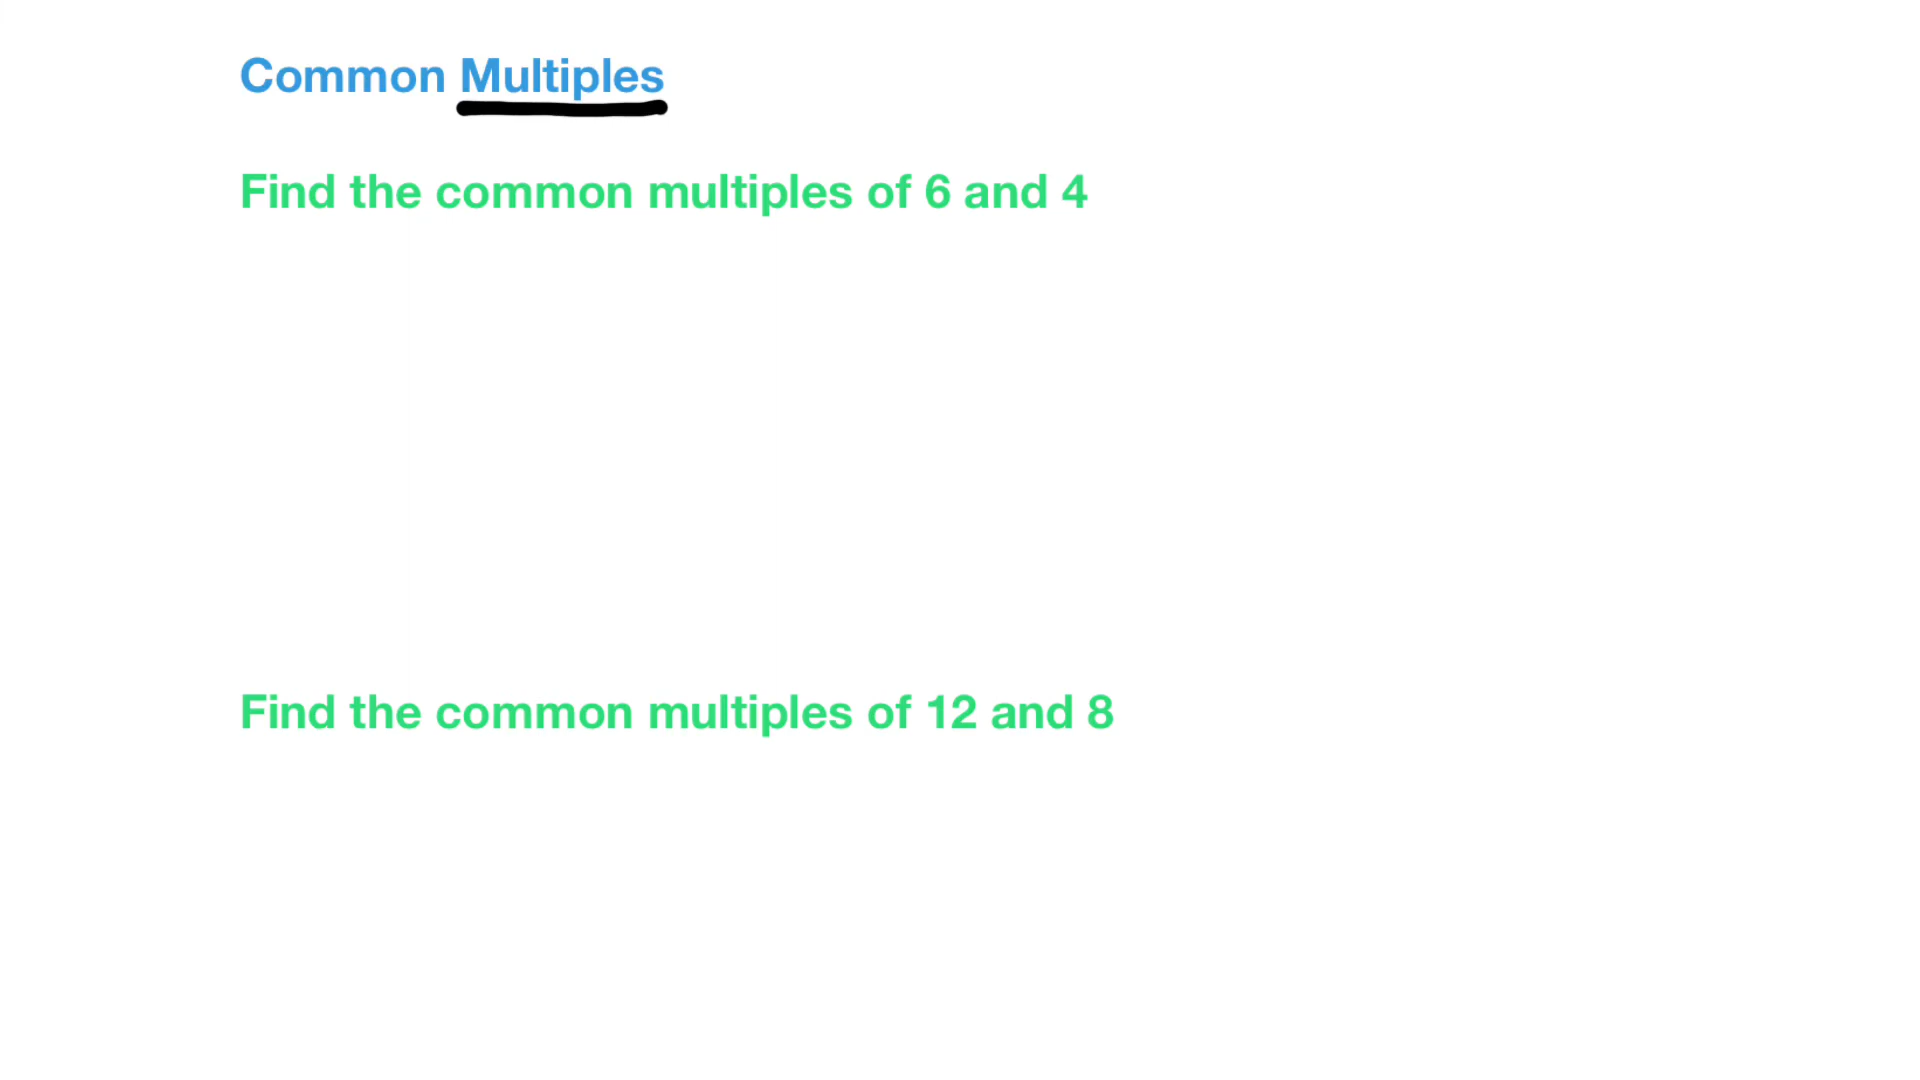 Common Multiples
Find the common multiples of 6 and 4
Find the common multiples of 12 and 8